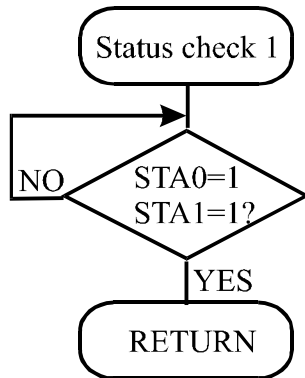 Status check 1
NO
STA0=1
STA1=1?
YES
RETURN